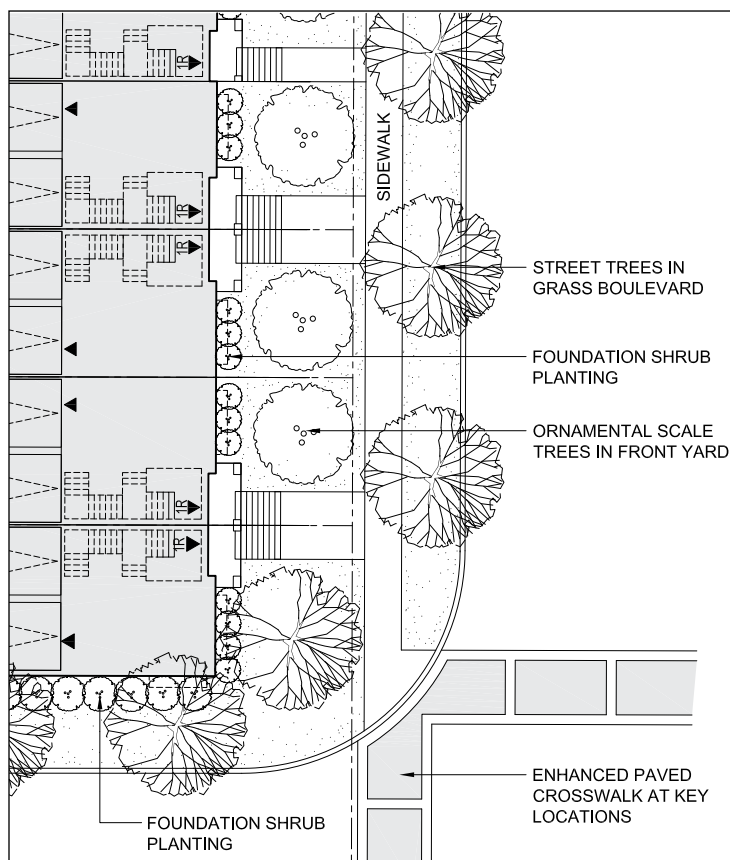 1R
SIDEWALK
1R
1R
STREET TREES IN
GRASS BOULEVARD
FOUNDATION SHRUB
PLANTING
ORNAMENTAL SCALE
TREES IN FRONT YARD
1R
1R
ENHANCED PAVED
CROSSWALK AT KEY
LOCATIONS
FOUNDATION SHRUB
PLANTING